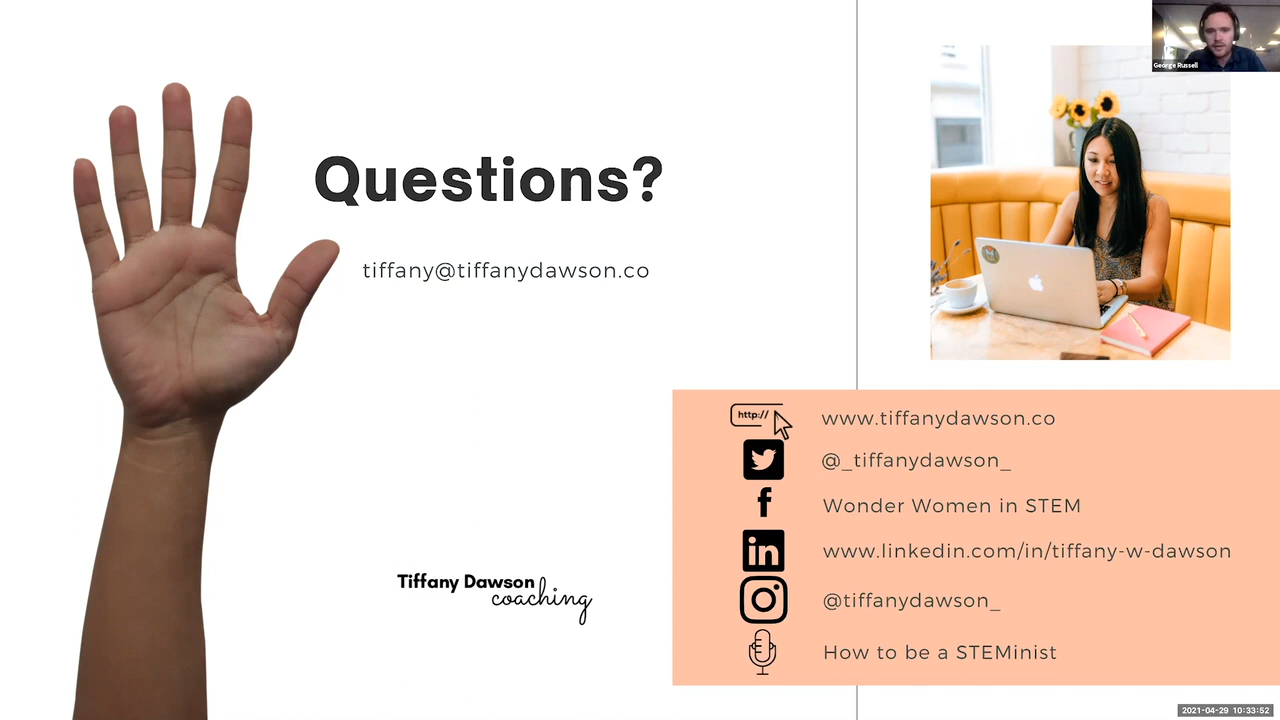 George Russell
Questions?
tiffany@tiffanydawson.co
http://
www.tiffanydawson.co
@_tiffanydawson_
f
Wonder Women in STEM
in
www.linkedin.com/in/tiffany-w-dawson
@tiffanydawson_
How to be a STEMinist
Tiffany Dawson
coaching
2021-04-29 10:33:52